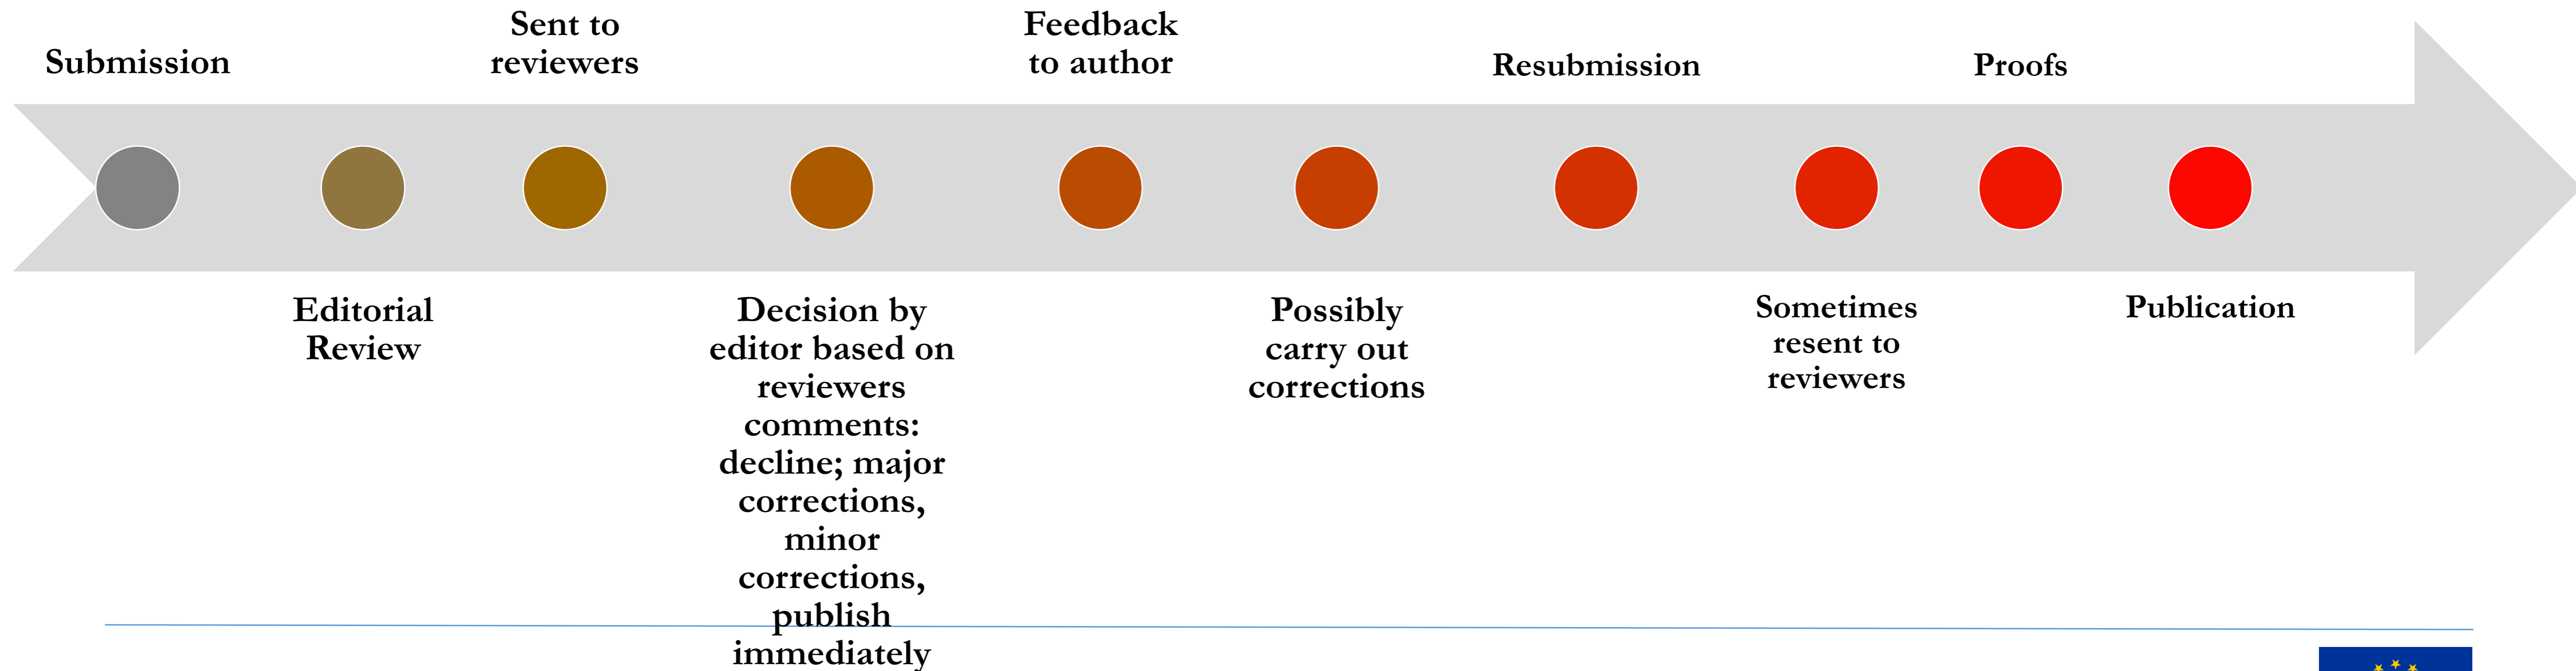 Submission
Editorial
Review
Sent to
reviewers
Decision by
editor based on
reviewers
comments:
decline; major
corrections,
minor
corrections,
publish
immediately
Feedback
to author
Possibly
carry out
corrections
Resubmission
Sometimes
resent to
reviewers
Proofs
Publication